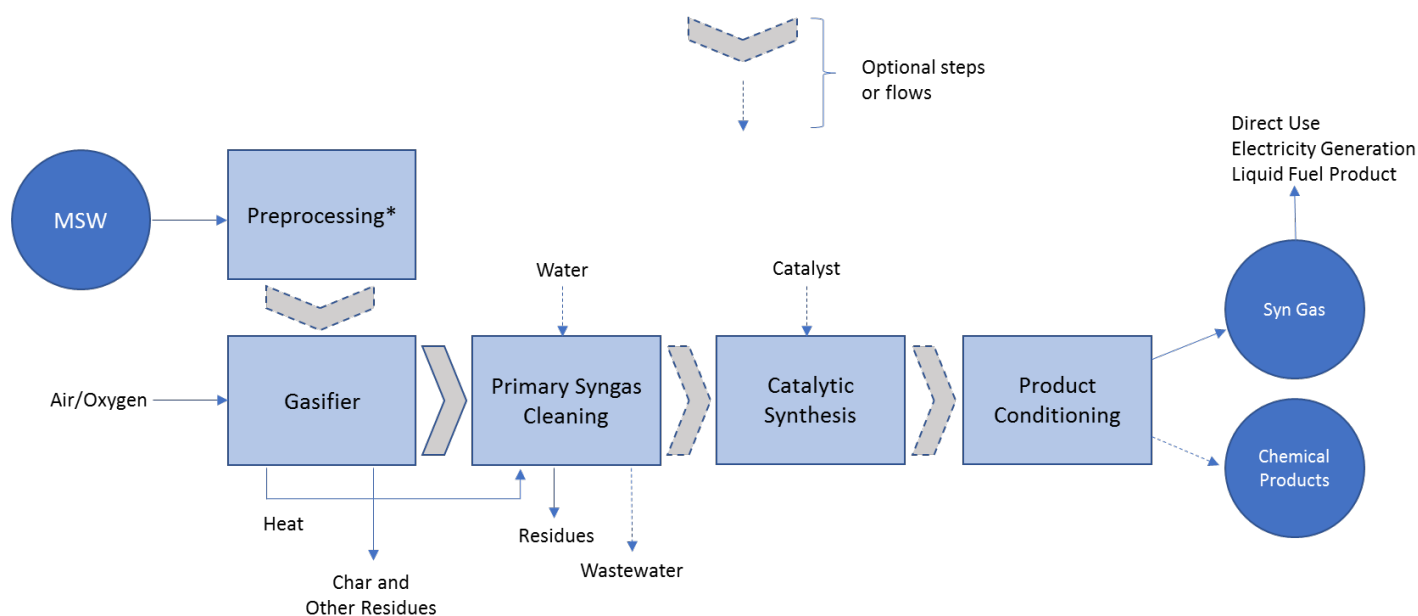 Optional steps
or flows
Direct Use
Electricity Generation
Liquid Fuel Product
MSW
Preprocessing*
Water
Catalyst
Syn Gas
Air/Oxygen
Gasifier
Primary Syngas
Cleaning
Catalytic
Synthesis
Product
Conditioning
Chemical
Products
Heat
Residues
Wastewater
Char and
Other Residues